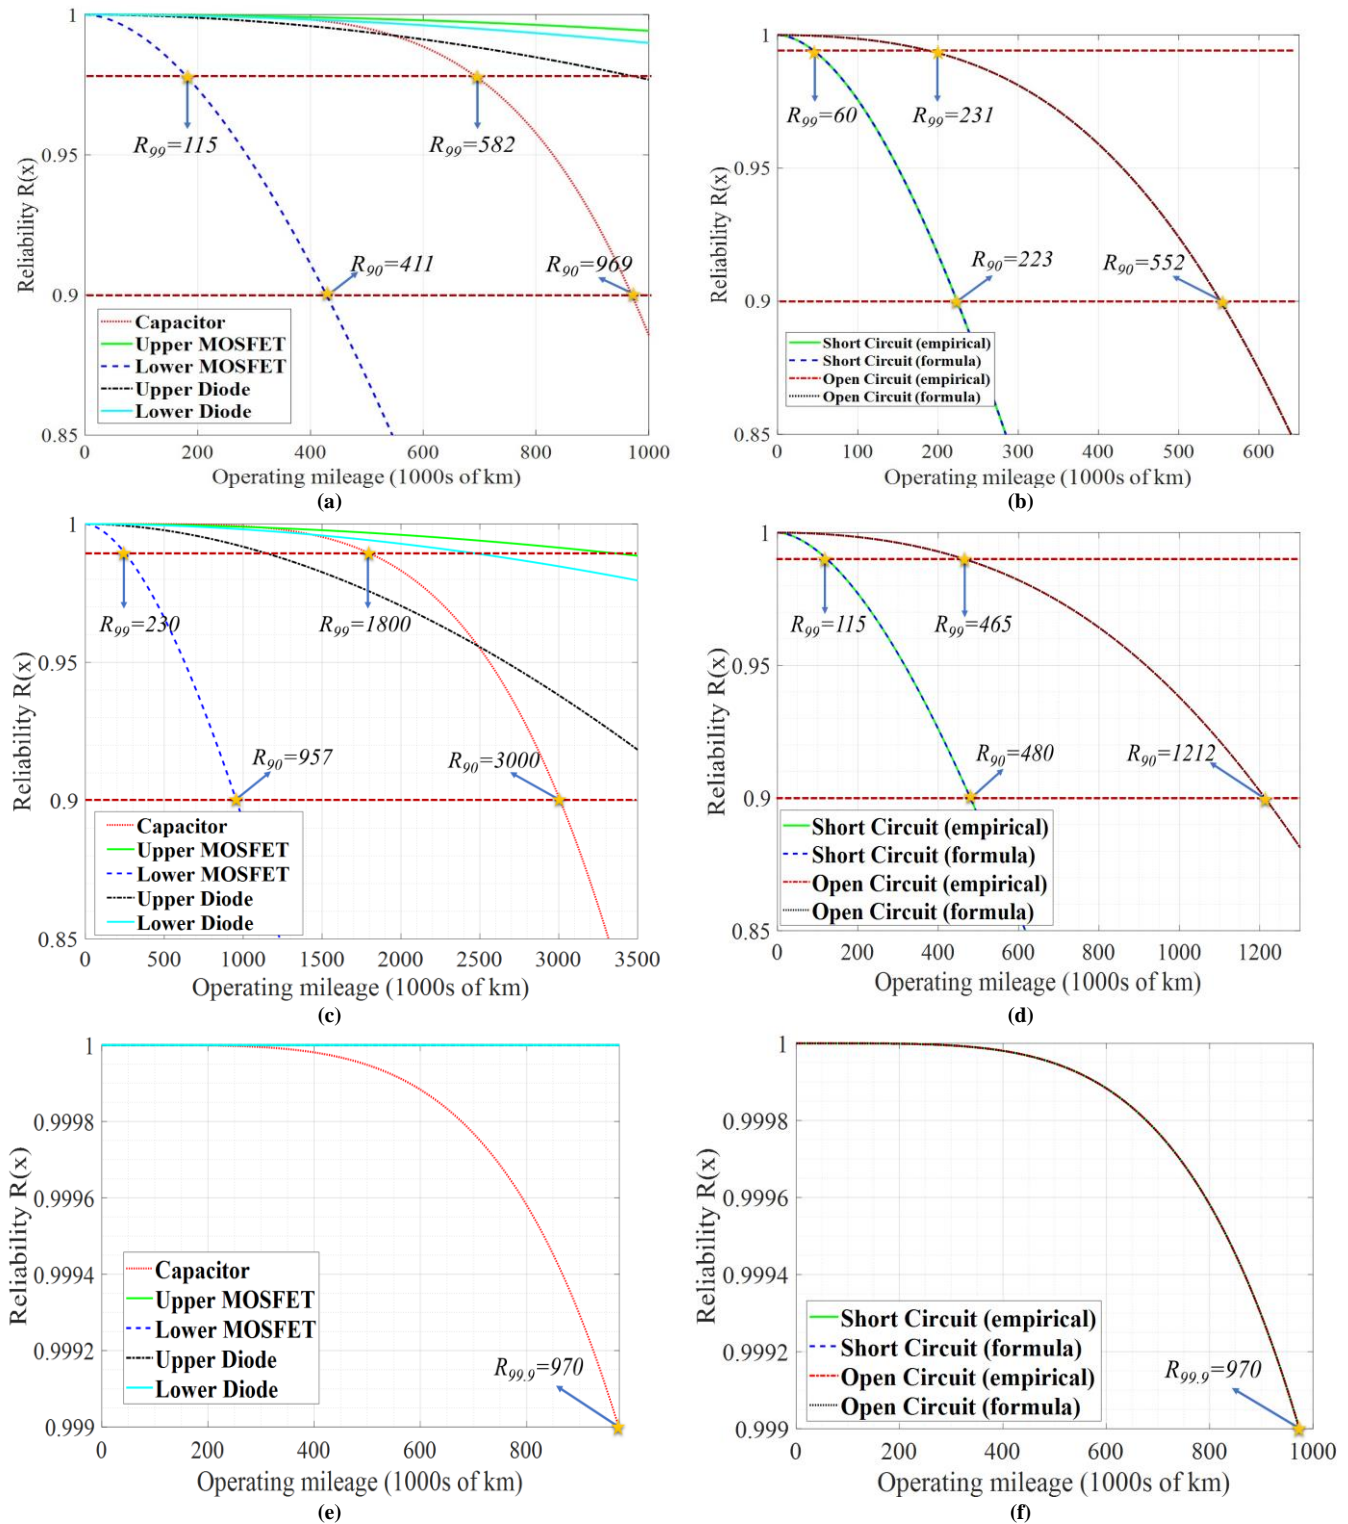 1
0.95
0.9
0.85
Reliability R(x)
R99=115
R99=582
R90=411
R90=969
Capacitor
Upper MOSFET
Lower MOSFET
Upper Diode
Lower Diode
0 200 400 600 800 1000
Operating mileage (1000s of km)
(a)
1
0.95
0.9
0.85
Reliability R(x)
R99=60
R99=231
R90=223
R90=552
Short Circuit (empirical)
Short Circuit (formula)
Open Circuit (empirical)
Open Circuit (formula)
0 100 200 300 400 500 600
Operating mileage (1000s of km)
(b)
1
0.95
0.9
0.85
Reliability R(x)
R99=230
R99=1800
R90=957
R90=3000
Capacitor
Upper MOSFET
Lower MOSFET
Upper Diode
Lower Diode
0 500 1000 1500 2000 2500 3000 3500
Operating mileage (1000s of km)
(c)
1
0.95
0.9
0.85
Reliability R(x)
R99=115
R99=465
R90=480
R90=1212
Short Circuit (empirical)
Short Circuit (formula)
Open Circuit (empirical)
Open Circuit (formula)
0 200 400 600 800 1000 1200
Operating mileage (1000s of km)
(d)
1
0.9998
0.9996
0.9994
0.9992
0.999
Reliability R(x)
Capacitor
Upper MOSFET
Lower MOSFET
Upper Diode
Lower Diode
R99.9=970
0 200 400 600 800
Operating mileage (1000s of km)
(e)
1
0.9998
0.9996
0.9994
0.9992
0.999
Reliability R(x)
Short Circuit (empirical)
Short Circuit (formula)
Open Circuit (empirical)
Open Circuit (formula)
R99.9=970
0 200 400 600 800 1000
Operating mileage (1000s of km)
(f)